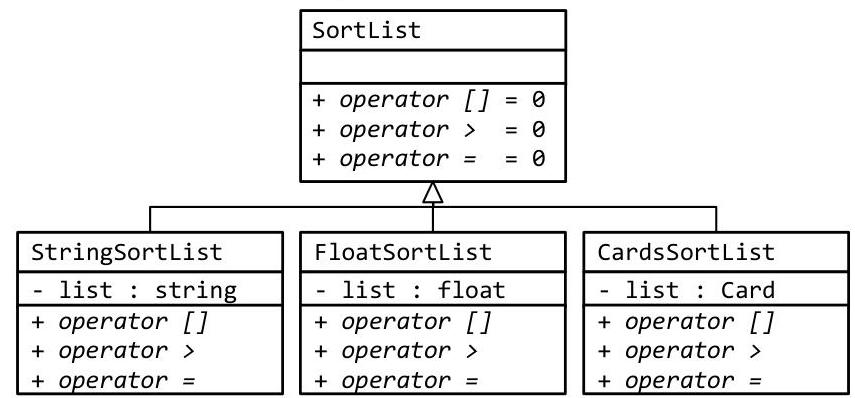 SortList
+ operator [] = 0
+ operator > = 0
+ operator = = 0
StringSortList
- list : string
+ operator []
+ operator >
+ operator =
FloatSortList
- list : float
+ operator []
+ operator >
+ operator =
CardsSortList
- list : Card
+ operator []
+ operator >
+ operator =